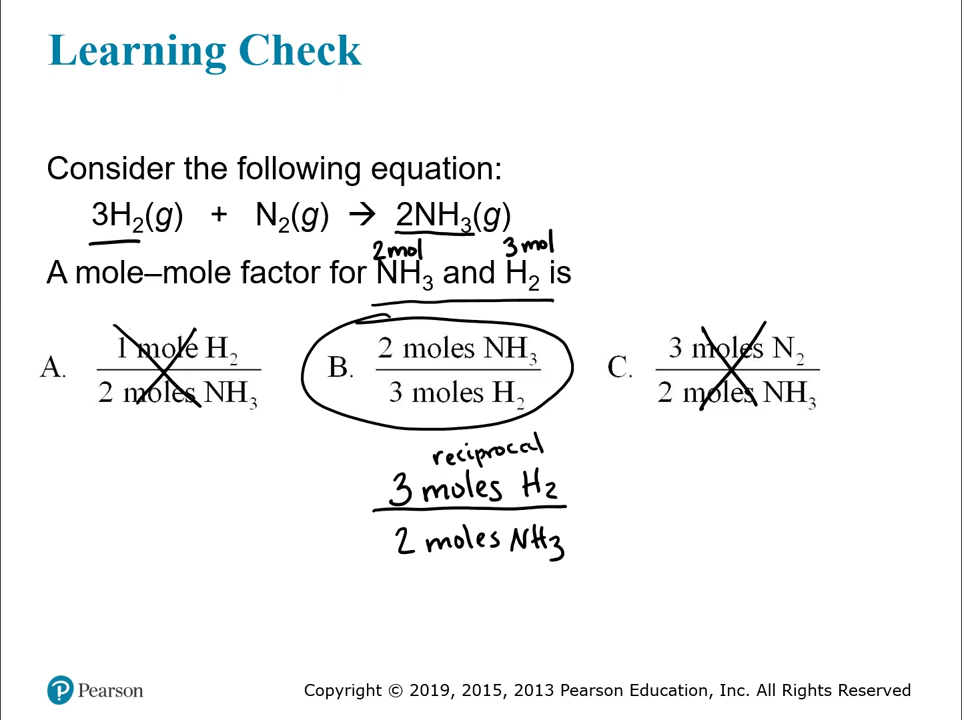 Learning Check
Consider the following equation:
3H₂(g) + N₂(g) → 2NH₃(g)
2mol 3mol
A mole–mole factor for NH₃ and H₂ is
A. 1 mole H₂ / 2 moles NH₃ B. 2 moles NH₃ / 3 moles H₂ C. 3 moles N₂ / 2 moles NH₃
reciprocal
3 moles H₂
2 moles NH₃
P Pearson Copyright © 2019, 2015, 2013 Pearson Education, Inc. All Rights Reserved